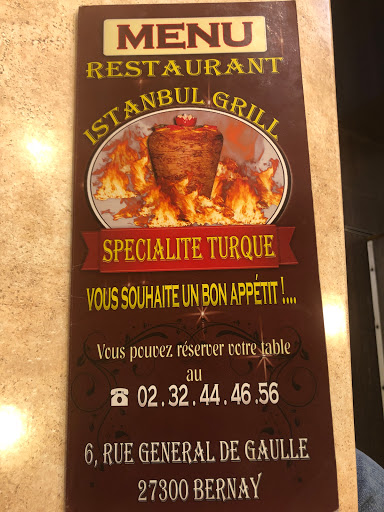 MENU
RESTAURANT
ISTANBUL GRILL
SPECIALITE TURQUE
VOUS SOUHAITE UN BON APPÉTIT !...
Vous pouvez réserver votre table
au
☎ 02.32.44.46.56
6, RUE GENERAL DE GAULLE
27300 BERNAY